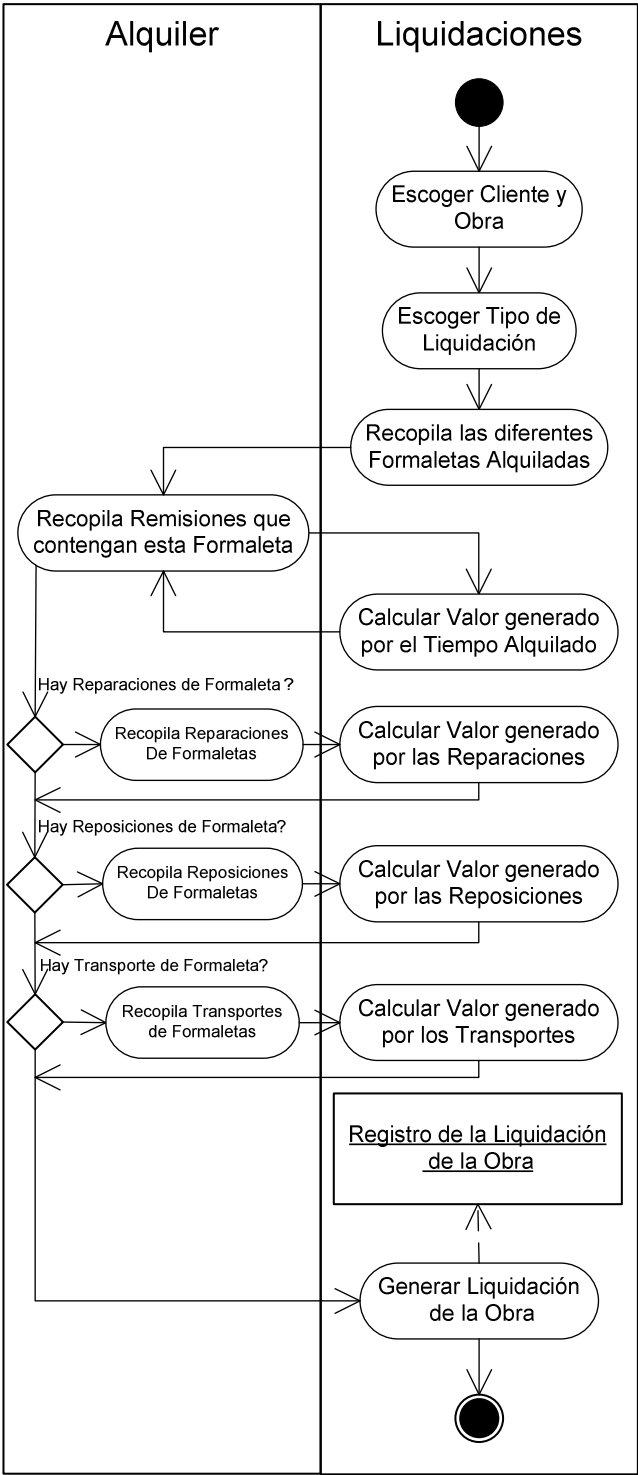 Alquiler
Liquidaciones
Escoger Cliente y
Obra
Escoger Tipo de
Liquidación
Recopila las diferentes
Formaletas Alquiladas
Recopila Remisiones que
contengan esta Formaleta
Calcular Valor generado
por el Tiempo Alquilado
Hay Reparaciones de Formaleta ?
Recopila Reparaciones
De Formaletas
Calcular Valor generado
por las Reparaciones
Hay Reposiciones de Formaleta?
Recopila Reposiciones
De Formaletas
Calcular Valor generado
por las Reposiciones
Hay Transporte de Formaleta?
Recopila Transportes
de Formaletas
Calcular Valor generado
por los Transportes
Registro de la Liquidación
de la Obra
Generar Liquidación
de la Obra